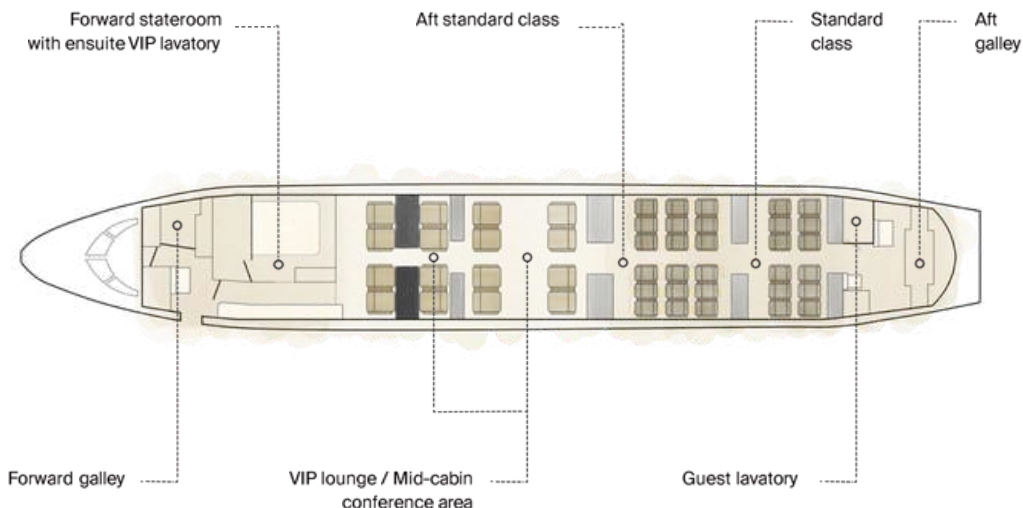 Forward stateroom
with ensuite VIP lavatory
Aft standard class
Standard
class
Aft
galley
Forward galley
VIP lounge / Mid-cabin
conference area
Guest lavatory